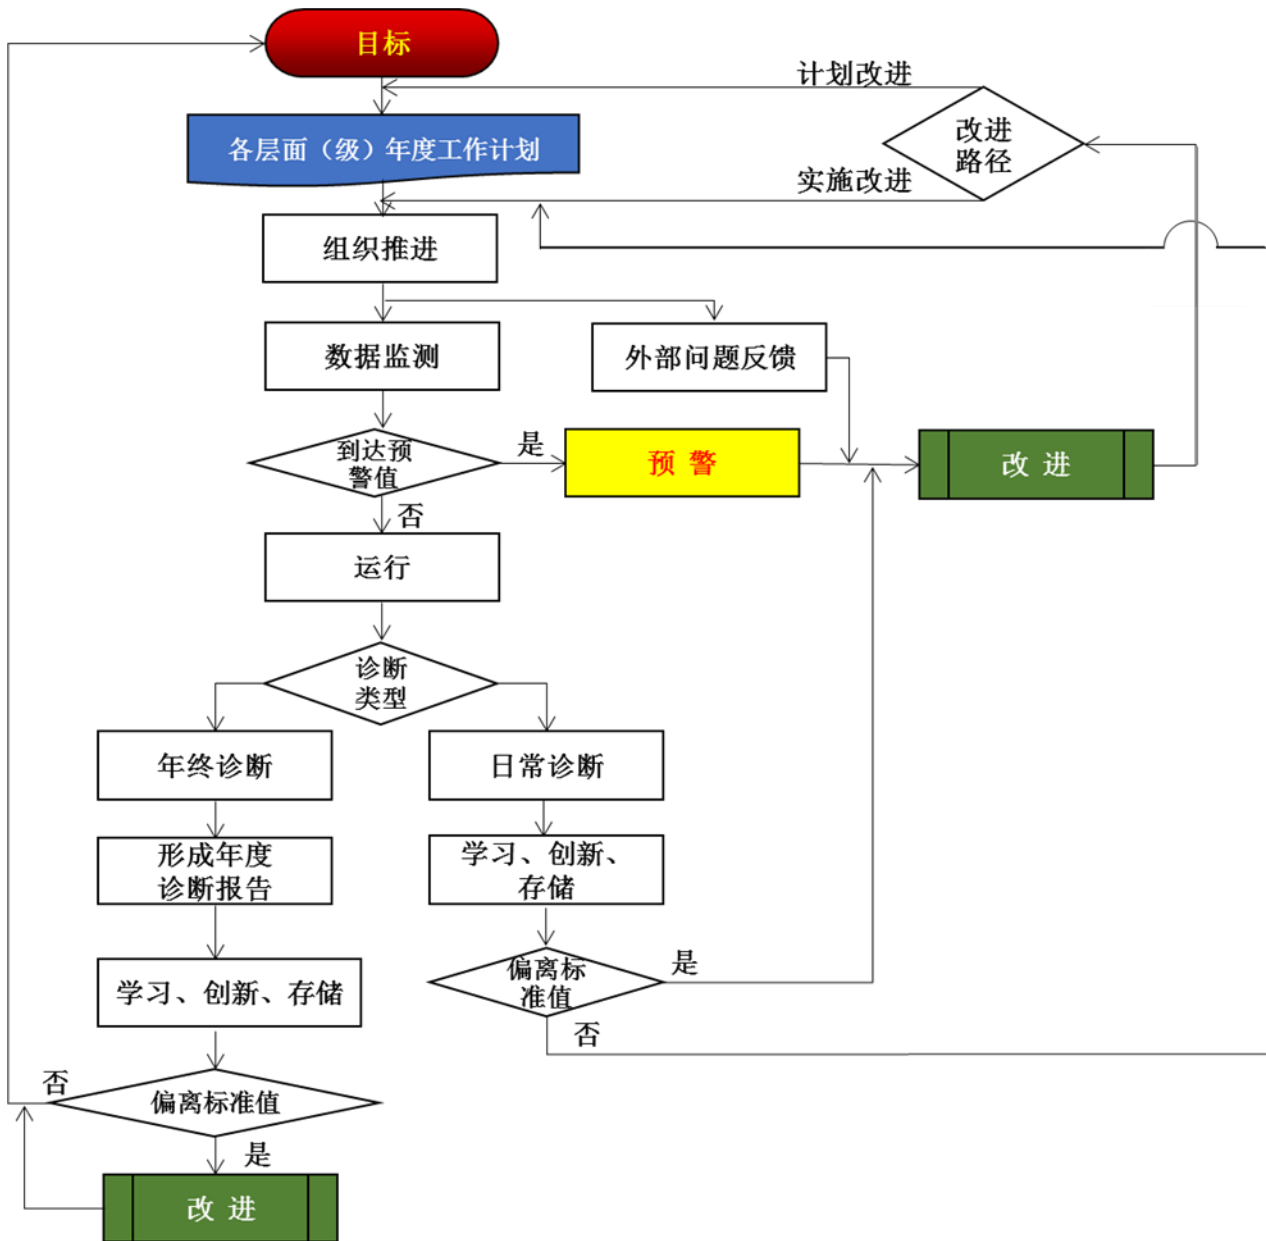 目标
计划改进
改进
路径
各层面（级）年度工作计划
实施改进
组织推进
数据监测
外部问题反馈
到达预
警值
是
预 警
改 进
否
运行
诊断
类型
年终诊断
日常诊断
形成年度
诊断报告
学习、创新、
存储
学习、创新、存储
偏离标
准值
是
否
否
偏离标准值
是
改 进